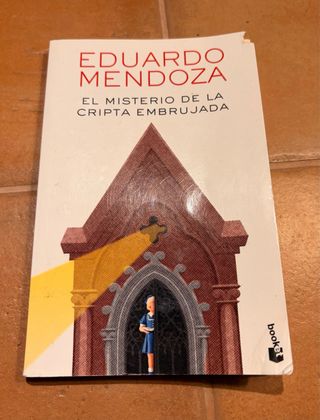 EDUARDO
MENDOZA
EL MISTERIO DE LA
CRIPTA EMBRUJADA
booket